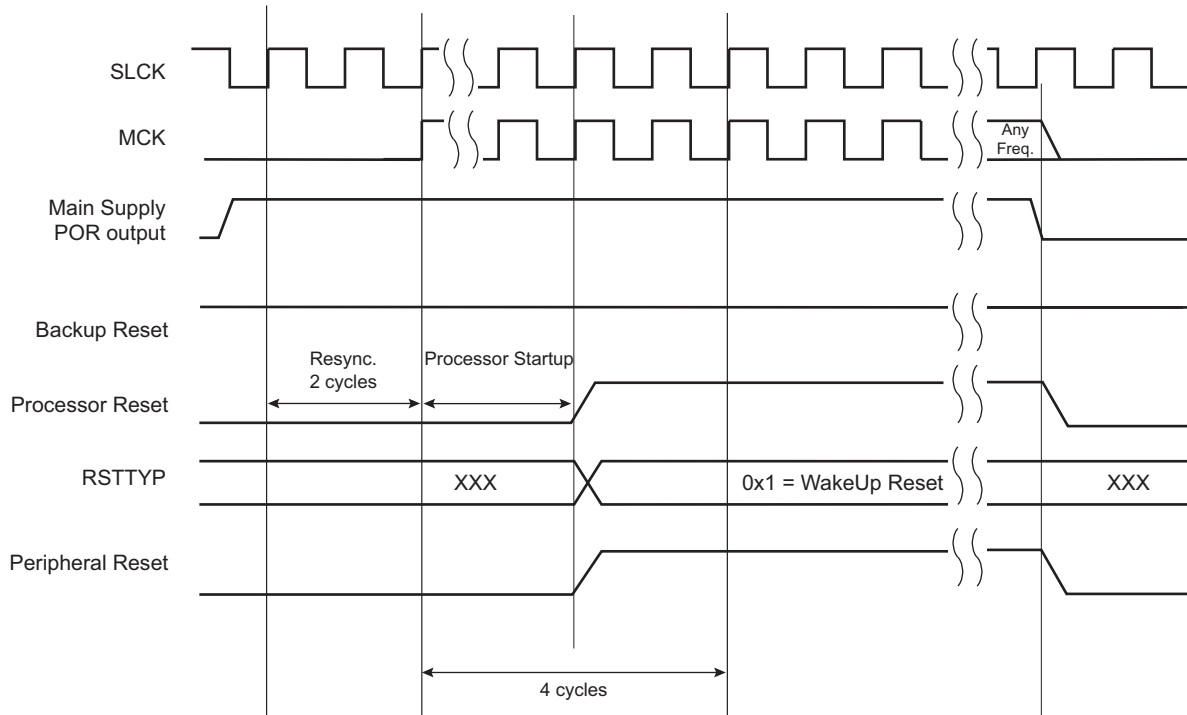 SLCK
MCK
Any
Freq.
Main Supply
POR output
Backup Reset
Resync.
2 cycles
Processor Startup
Processor Reset
RSTTYP
XXX
0x1 = WakeUp Reset
XXX
Peripheral Reset
4 cycles